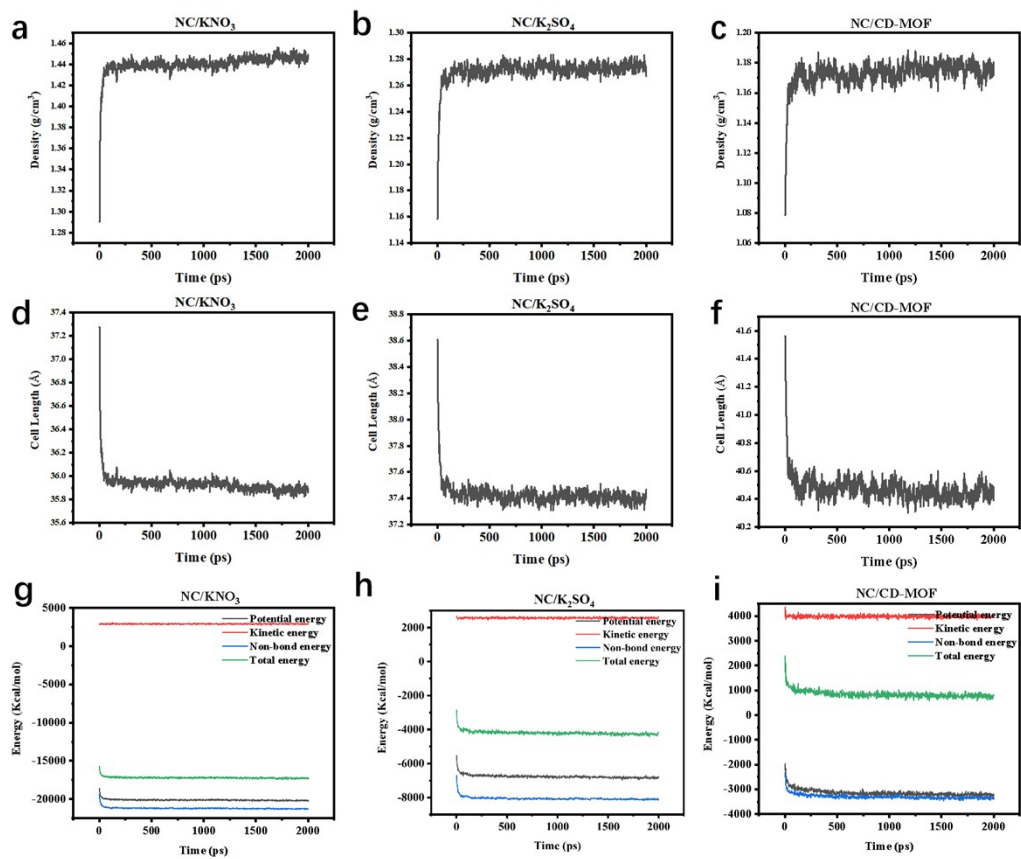 a
NC/KNO3
Density (g/cm3)
1.46
1.44
1.42
1.40
1.38
1.36
1.34
1.32
1.30
1.28
0 500 1000 1500 2000
Time (ps)
b
NC/K2SO4
Density (g/cm3)
1.30
1.28
1.26
1.24
1.22
1.20
1.18
1.16
1.14
0 500 1000 1500 2000
Time (ps)
c
NC/CD-MOF
Density (g/cm3)
1.20
1.18
1.16
1.14
1.12
1.10
1.08
1.06
0 500 1000 1500 2000
Time (ps)
d
NC/KNO3
Cell Length (Å)
37.4
37.2
37.0
36.8
36.6
36.4
36.2
36.0
35.8
35.6
0 500 1000 1500 2000
Time (ps)
e
NC/K2SO4
Cell Length (Å)
38.8
38.6
38.4
38.2
38.0
37.8
37.6
37.4
37.2
0 500 1000 1500 2000
Time (ps)
f
NC/CD-MOF
Cell Length (Å)
41.6
41.4
41.2
41.0
40.8
40.6
40.4
40.2
0 500 1000 1500 2000
Time (ps)
g
NC/KNO3
Energy (Kcal/mol)
5000
0
-5000
-10000
-15000
-20000
Potential energy
Kinetic energy
Non-bond energy
Total energy
0 500 1000 1500 2000
Time (ps)
h
NC/K2SO4
Energy (Kcal/mol)
2000
0
-2000
-4000
-6000
-8000
Potential energy
Kinetic energy
Non-bond energy
Total energy
0 500 1000 1500 2000
Time (ps)
i
NC/CD-MOF
Energy (Kcal/mol)
4000
3000
2000
1000
0
-1000
-2000
-3000
-4000
Potential energy
Kinetic energy
Non-bond energy
Total energy
0 500 1000 1500 2000
Time (ps)